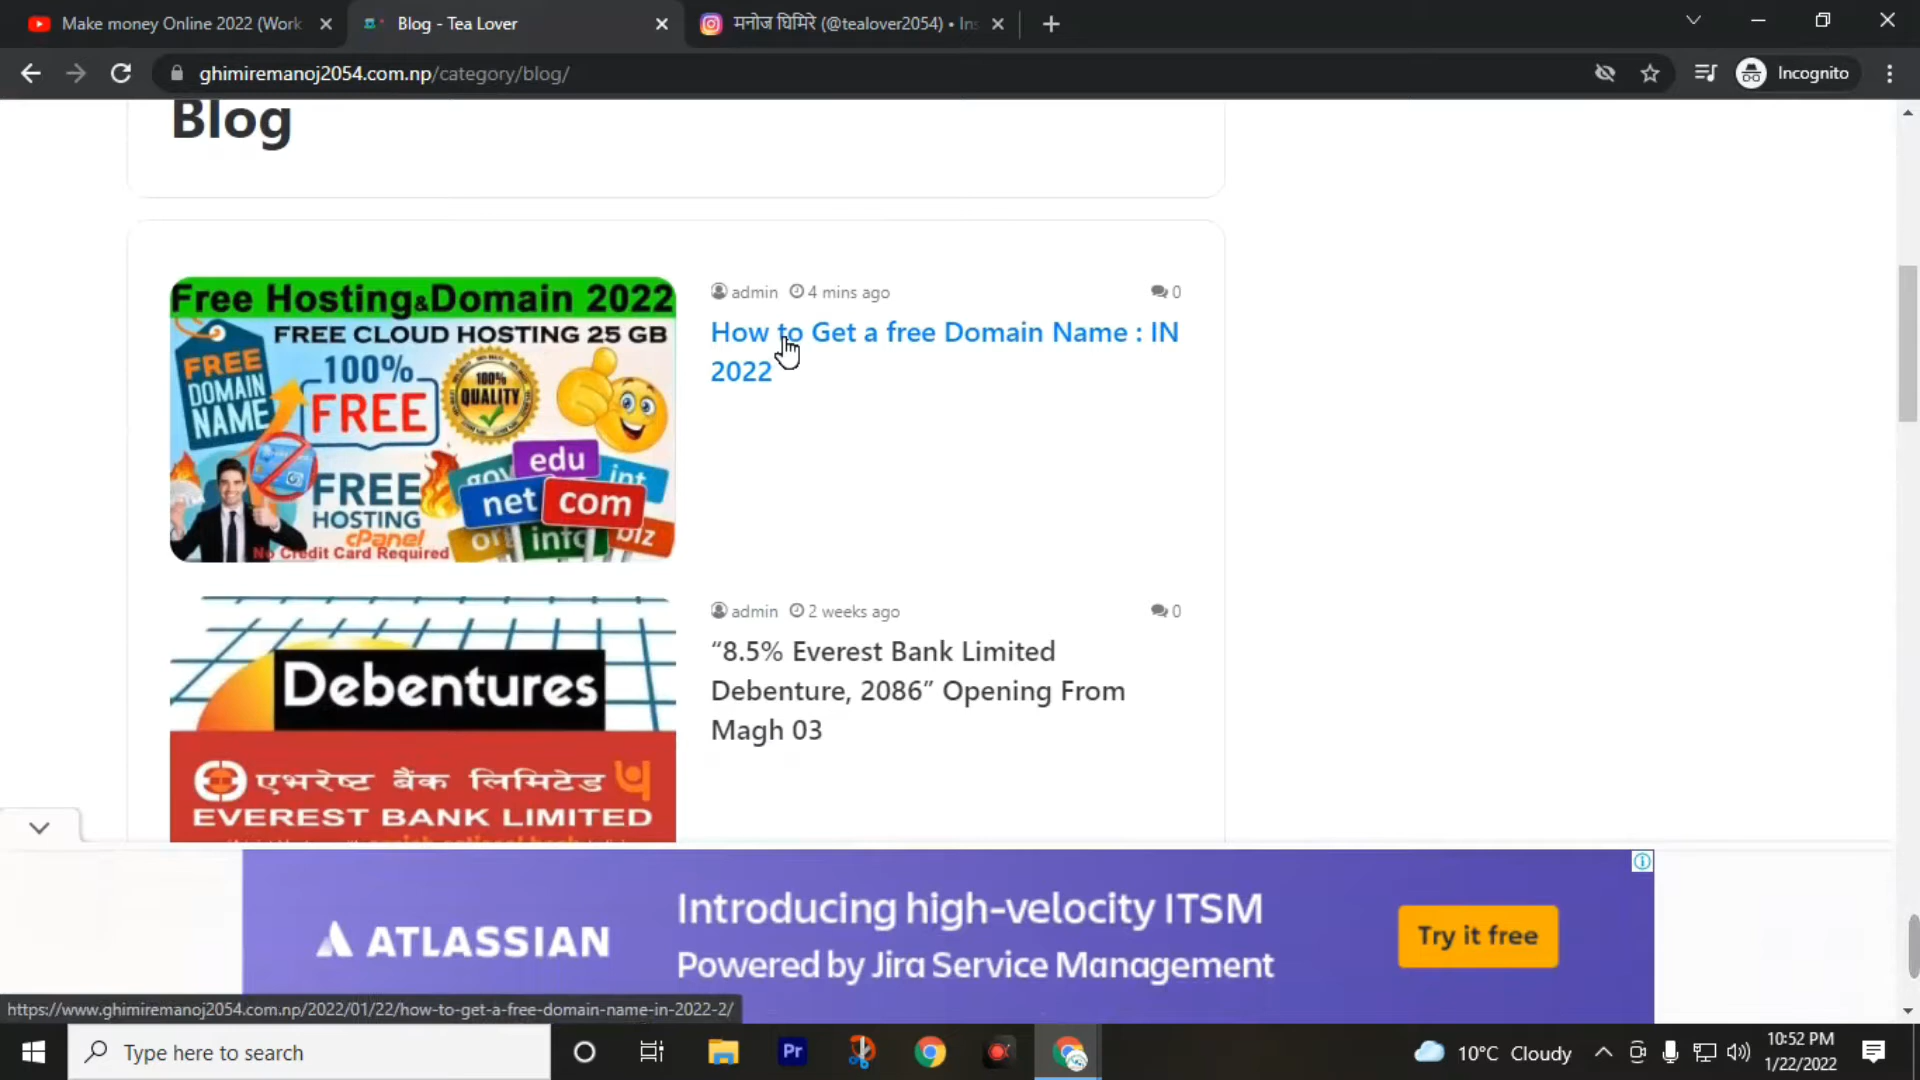 Make money Online 2022 (Work
Blog - Tea Lover
मनोज घिमिरे (@tealover2054) • Ins
ghimiremanoj2054.com.np/category/blog/
Incognito
Blog
Free Hosting&Domain 2022
FREE CLOUD HOSTING 25 GB
FREE
DOMAIN
NAME
100%
FREE
100%
QUALITY
FREE
HOSTING
cPanel
No Credit Card Required
gov
edu
int
net
com
info
biz
admin 4 mins ago 0
How to Get a free Domain Name : IN
2022
Debentures
एभरेष्ट बैंक लिमिटेड
EVEREST BANK LIMITED
admin 2 weeks ago 0
“8.5% Everest Bank Limited
Debenture, 2086” Opening From
Magh 03
ATLASSIAN
Introducing high-velocity ITSM
Powered by Jira Service Management
Try it free
https://www.ghimiremanoj2054.com.np/2022/01/22/how-to-get-a-free-domain-name-in-2022-2/
Type here to search
Pr
10°C Cloudy
10:52 PM
1/22/2022